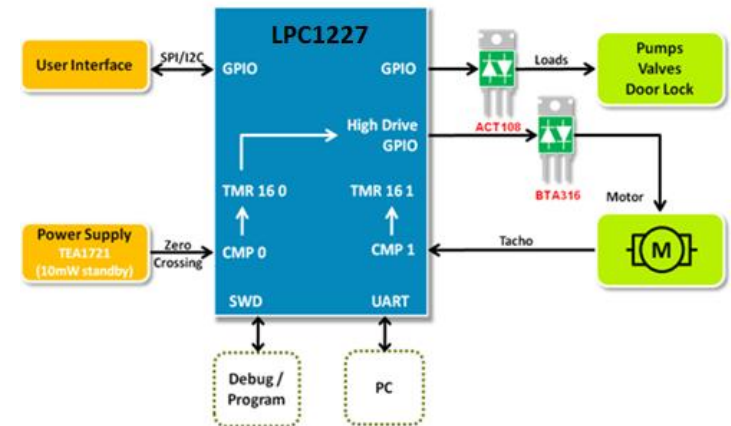 LPC1227
User Interface
SPI/I2C
GPIO
GPIO
ACT108
Loads
Pumps
Valves
Door Lock
High Drive
GPIO
BTA316
Motor
M
TMR 16 0
TMR 16 1
Power Supply
TEA1721
(10mW standby)
Zero
Crossing
CMP 0
CMP 1
Tacho
SWD
UART
Debug /
Program
PC